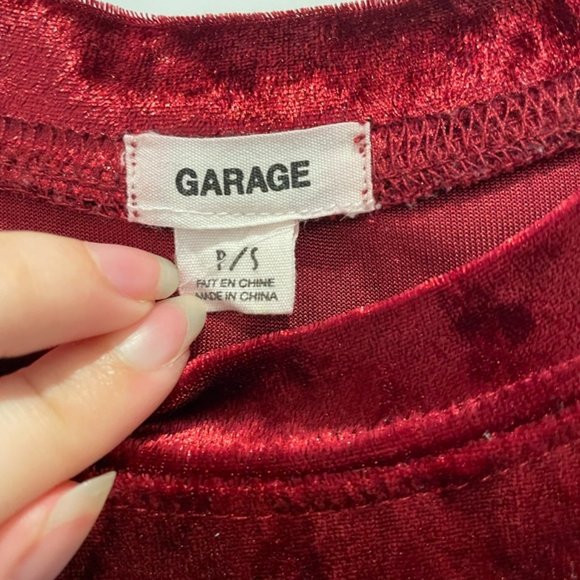 GARAGE
P/S
FAIT EN CHINE
MADE IN CHINA